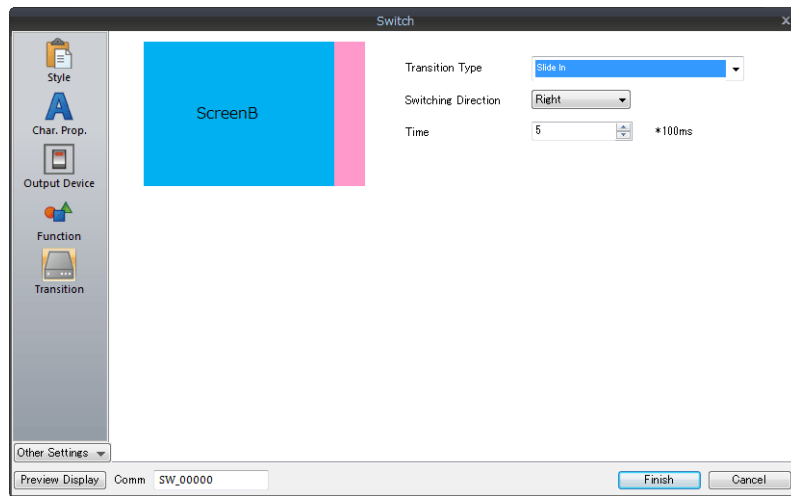 Switch
x
Style
Char. Prop.
Output Device
Function
Transition
ScreenB
Transition Type
Slide In
Switching Direction
Right
Time
5
*100ms
Other Settings
Preview Display
Comm
SW_00000
Finish
Cancel